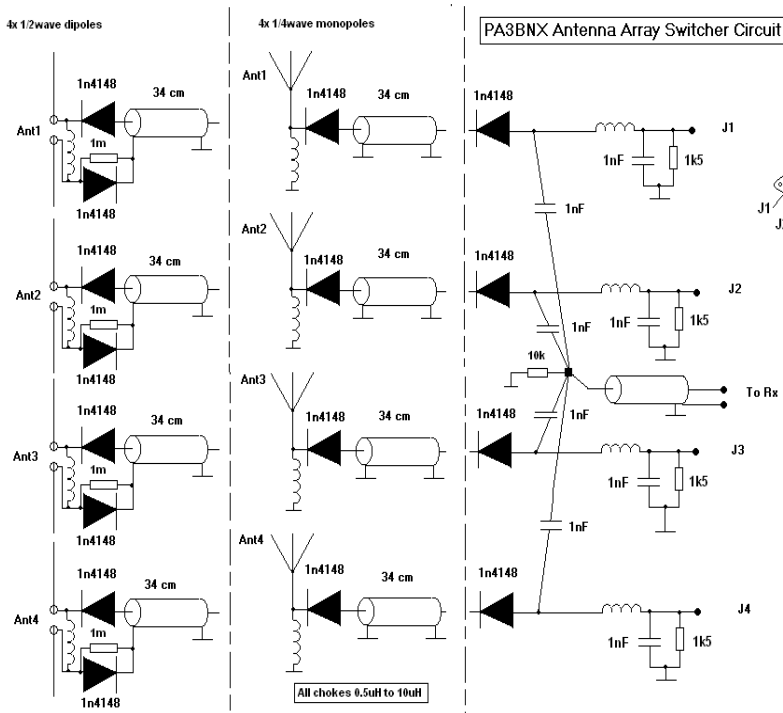 4x 1/2wave dipoles
4x 1/4wave monopoles
PA3BNX Antenna Array Switcher Circuit
1n4148
34 cm
Ant1
1m
1n4148
Ant1
1n4148
34 cm
1n4148
J1
1nF
1k5
1nF
J1
1n4148
34 cm
Ant2
1m
1n4148
Ant2
1n4148
34 cm
1n4148
J2
1nF
1nF
1k5
10k
To Rx
1n4148
34 cm
Ant3
1m
1n4148
Ant3
1n4148
34 cm
1n4148
1nF
J3
1nF
1k5
1nF
1n4148
34 cm
Ant4
1m
1n4148
Ant4
1n4148
34 cm
1n4148
J4
1nF
1k5
All chokes 0.5uH to 10uH